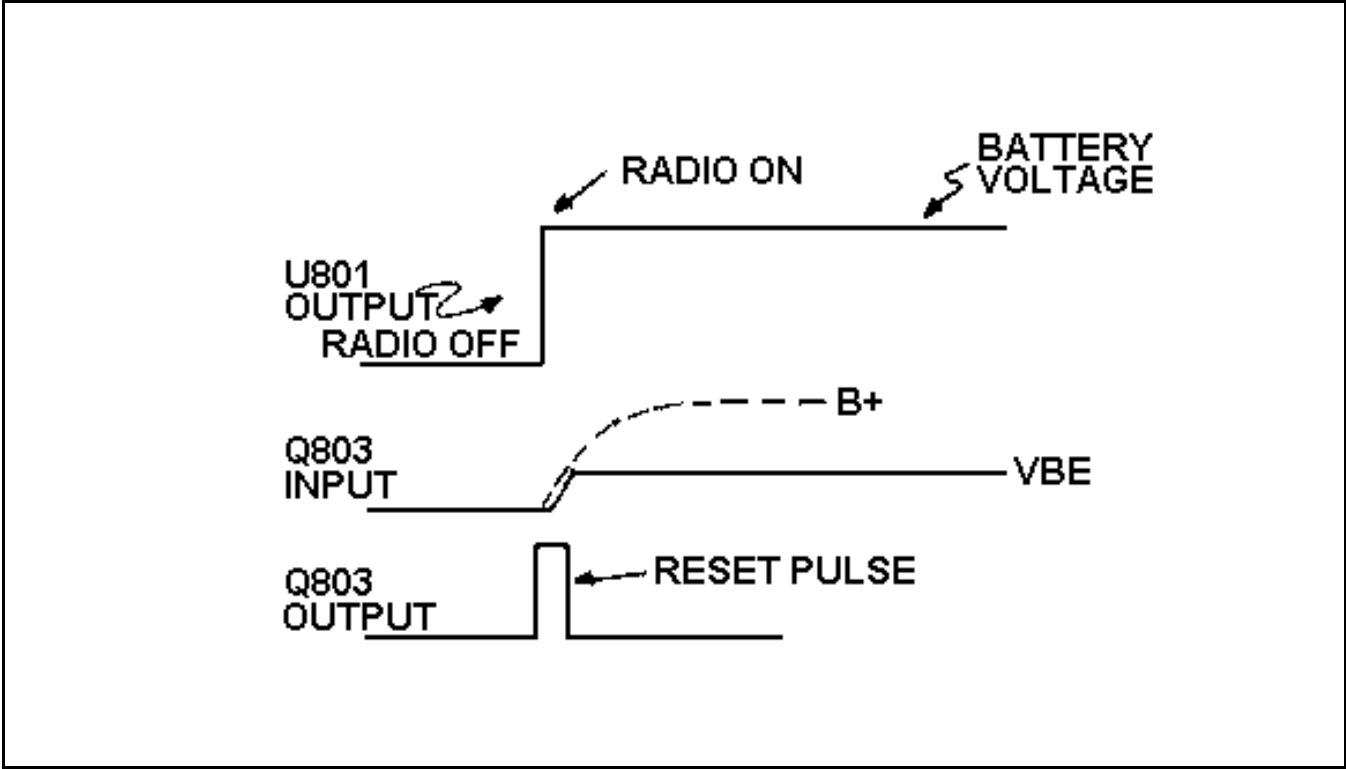 RADIO ON
BATTERY
VOLTAGE
U801
OUTPUT
RADIO OFF
B+
Q803
INPUT
VBE
RESET PULSE
Q803
OUTPUT